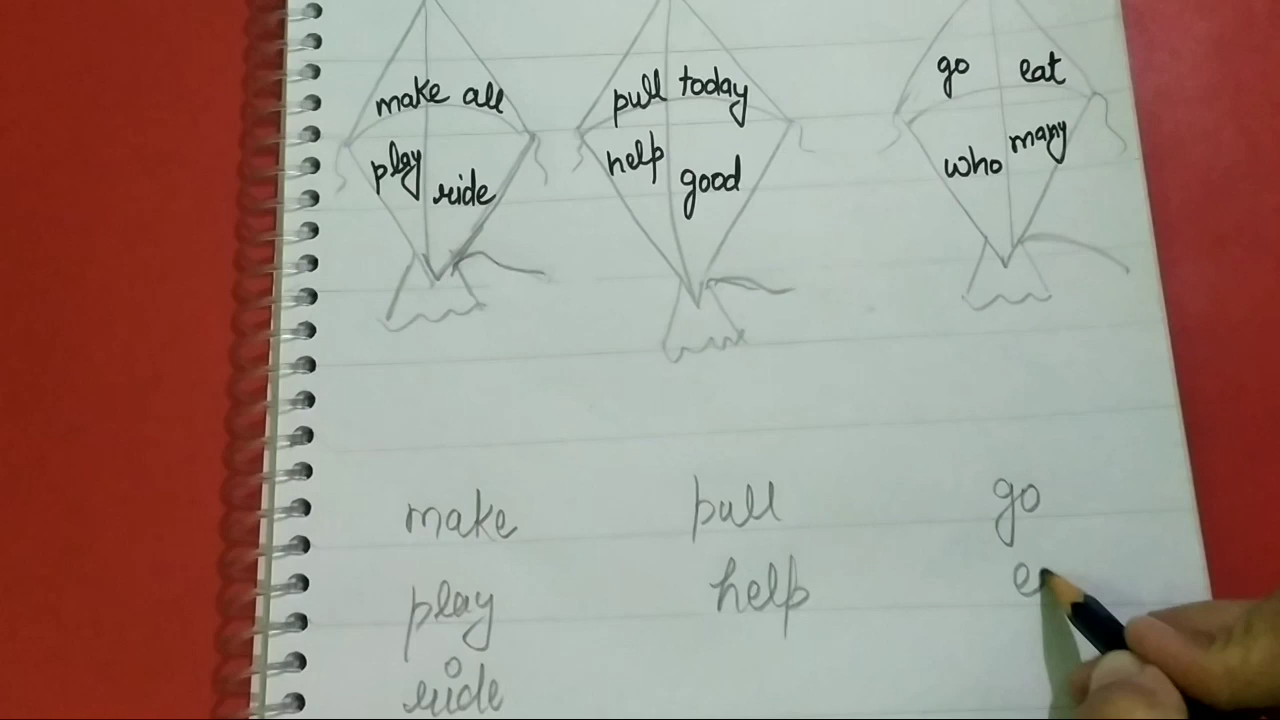 make all
play ride
pull today
help good
go eat
who many
make pull go
play help e
ride